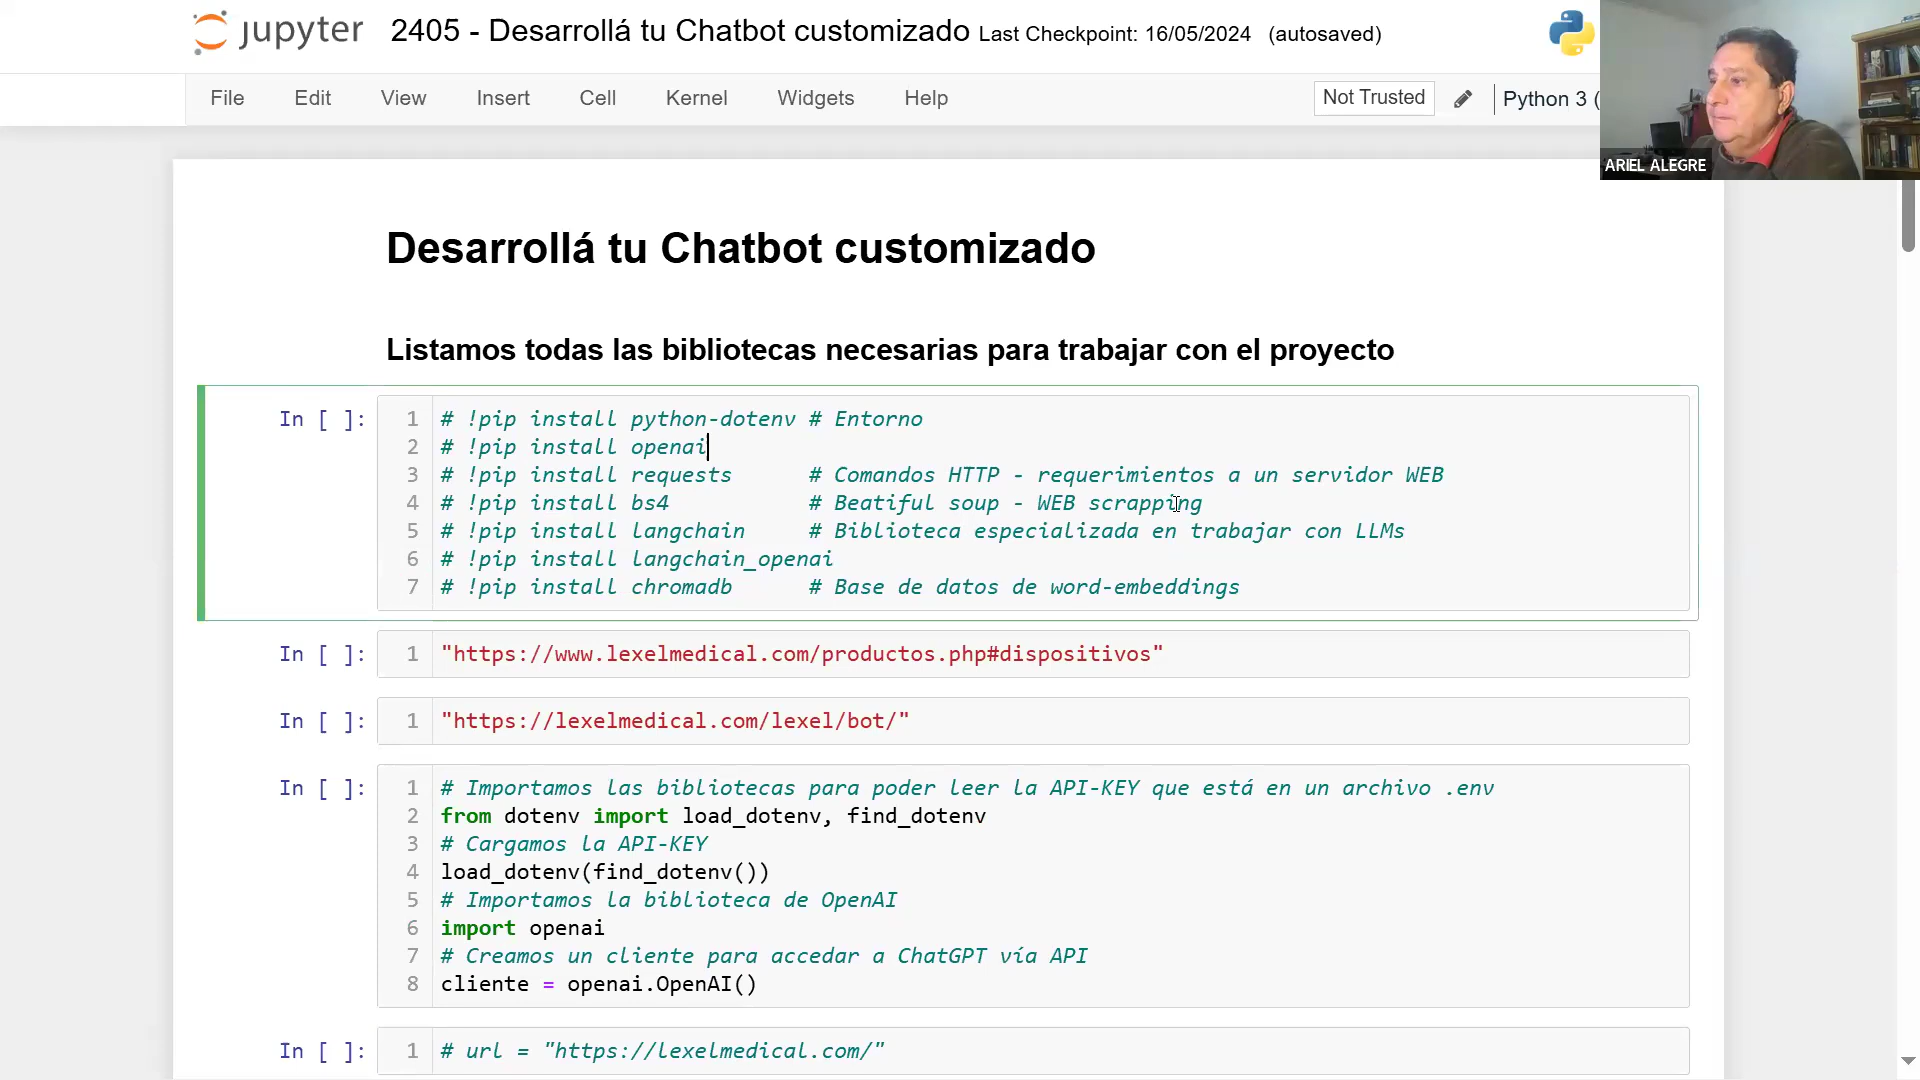 jupyter 2405 - Desarrollá tu Chatbot customizado Last Checkpoint: 16/05/2024 (autosaved)
File Edit View Insert Cell Kernel Widgets Help Not Trusted Python 3 (
ARIEL ALEGRE
Desarrollá tu Chatbot customizado
Listamos todas las bibliotecas necesarias para trabajar con el proyecto
In [ ]: 1 # !pip install python-dotenv # Entorno
2 # !pip install openai
3 # !pip install requests # Comandos HTTP - requerimientos a un servidor WEB
4 # !pip install bs4 # Beatiful soup - WEB scrapping
5 # !pip install langchain # Biblioteca especializada en trabajar con LLMs
6 # !pip install langchain_openai
7 # !pip install chromadb # Base de datos de word-embeddings
In [ ]: 1 "https://www.lexelmedical.com/productos.php#dispositivos"
In [ ]: 1 "https://lexelmedical.com/lexel/bot/"
In [ ]: 1 # Importamos las bibliotecas para poder leer la API-KEY que está en un archivo .env
2 from dotenv import load_dotenv, find_dotenv
3 # Cargamos la API-KEY
4 load_dotenv(find_dotenv())
5 # Importamos la biblioteca de OpenAI
6 import openai
7 # Creamos un cliente para accedar a ChatGPT vía API
8 cliente = openai.OpenAI()
In [ ]: 1 # url = "https://lexelmedical.com/"